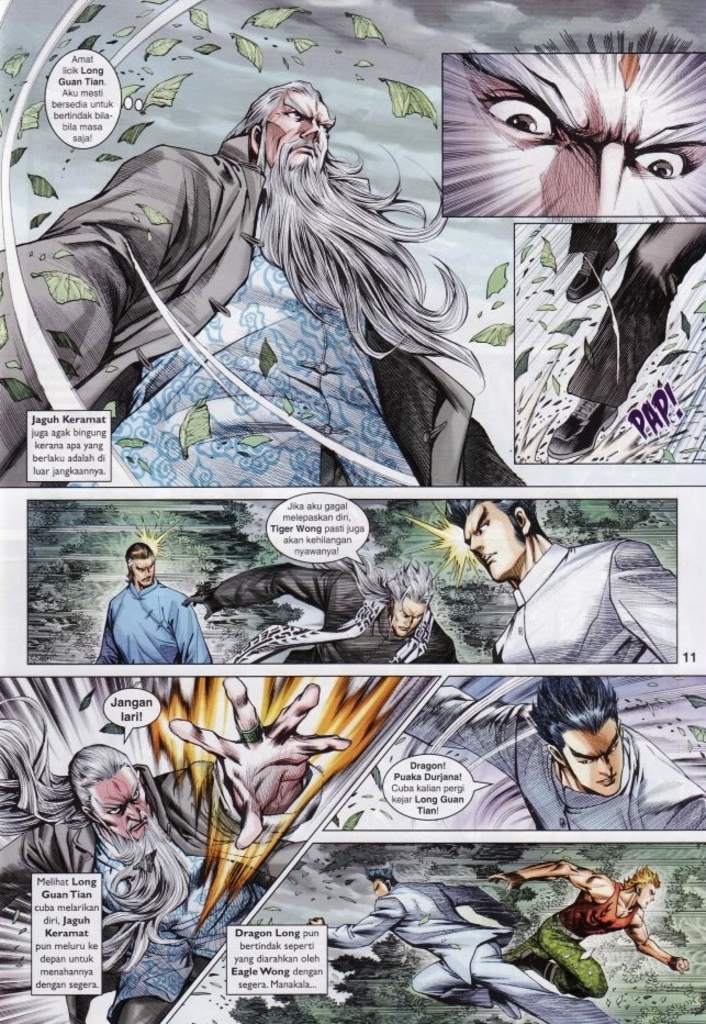 Amat
licik Long
Guan Tian.
Aku mesti
bersedia untuk
bertindak bila-
bila masa
saja!
Jaguh Keramat
juga agak bingung
kerana apa yang
berlaku adalah di
luar jangkaannya.
PAP!
Jika aku gagal
melepaskan diri,
Tiger Wong pasti juga
akan kehilangan
nyawanya!
11
Jangan
lari!
Dragon!
Puaka Durjana!
Cuba kalian pergi
kejar Long Guan
Tian!
Melihat Long
Guan Tian
cuba melarikan
diri, Jaguh
Keramat
pun meluru ke
depan untuk
menahannya
dengan segera.
Dragon Long pun
bertindak seperti
yang diarahkan oleh
Eagle Wong dengan
segera. Manakala...